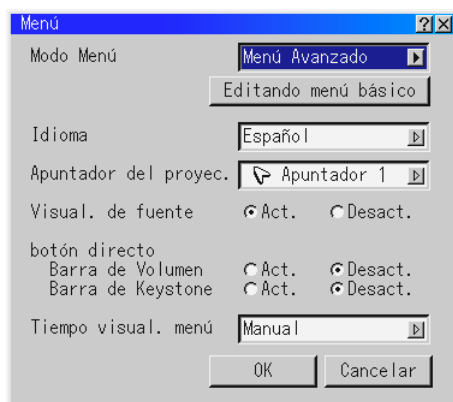 Menú
Modo Menú Menú Avanzado
Editando menú básico
Idioma Español
Apuntador del proyec. Apuntador 1
Visual. de fuente Act. Desact.
botón directo
Barra de Volumen Act. Desact.
Barra de Keystone Act. Desact.
Tiempo visual. menú Manual
OK Cancelar